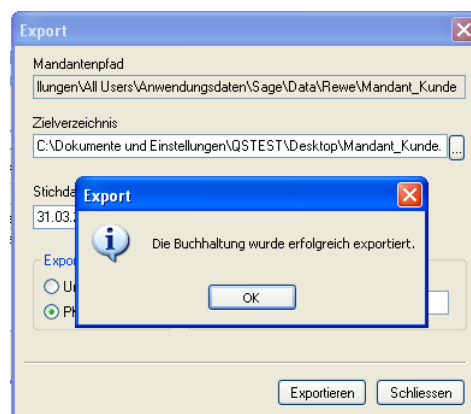 Export
Mandantenpfad
llungen\All Users\Anwendungsdaten\Sage\Data\Rewe\Mandant_Kunde
Zielverzeichnis
C:\Dokumente und Einstellungen\QSTEST\Desktop\Mandant_Kunde.
...
Export
31.03.
Die Buchhaltung wurde erfolgreich exportiert.
OK
Exportieren
Schliessen